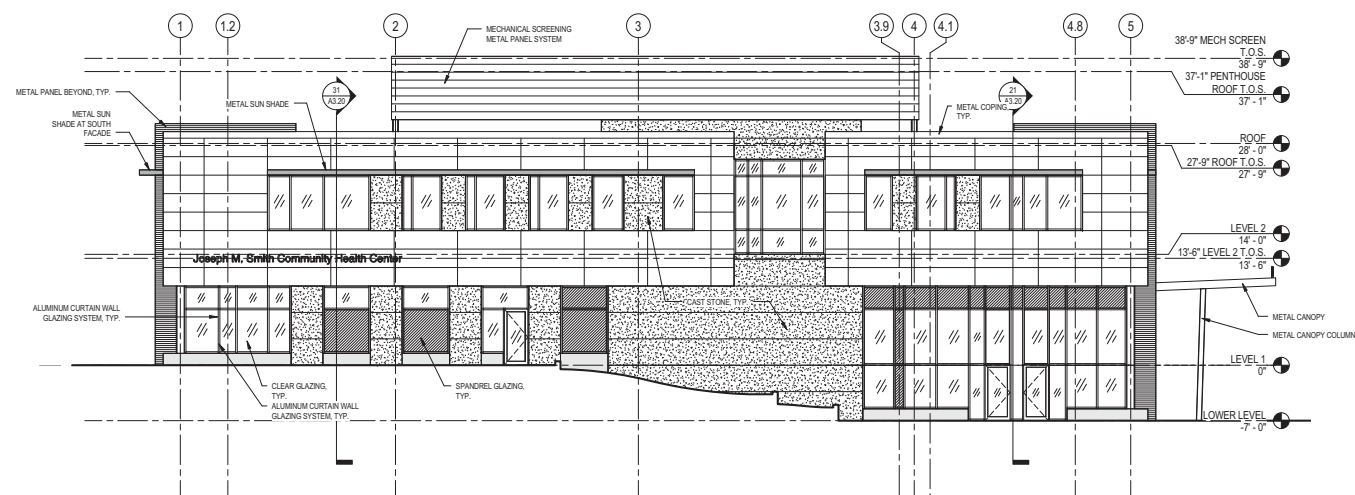 1
1.2
2
3
3.9
4
4.1
4.8
5
MECHANICAL SCREENING
METAL PANEL SYSTEM
38'-9" MECH SCREEN
T.O.S.
38' - 9"
37'-1" PENTHOUSE
ROOF T.O.S.
37' - 1"
METAL PANEL BEYOND, TYP.
31
A3.20
METAL SUN SHADE
21
A3.20
METAL COPING,
TYP.
METAL SUN
SHADE AT SOUTH
FACADE
ROOF
28' - 0"
27'-9" ROOF T.O.S.
27' - 9"
LEVEL 2
14' - 0"
13'-6" LEVEL 2 T.O.S.
13' - 6"
Joseph M. Smith Community Health Center
CAST STONE, TYP.
ALUMINUM CURTAIN WALL
GLAZING SYSTEM, TYP.
METAL CANOPY
METAL CANOPY COLUMN
LEVEL 1
0"
CLEAR GLAZING,
TYP.
ALUMINUM CURTAIN WALL
GLAZING SYSTEM, TYP.
SPANDREL GLAZING,
TYP.
LOWER LEVEL
-7' - 0"